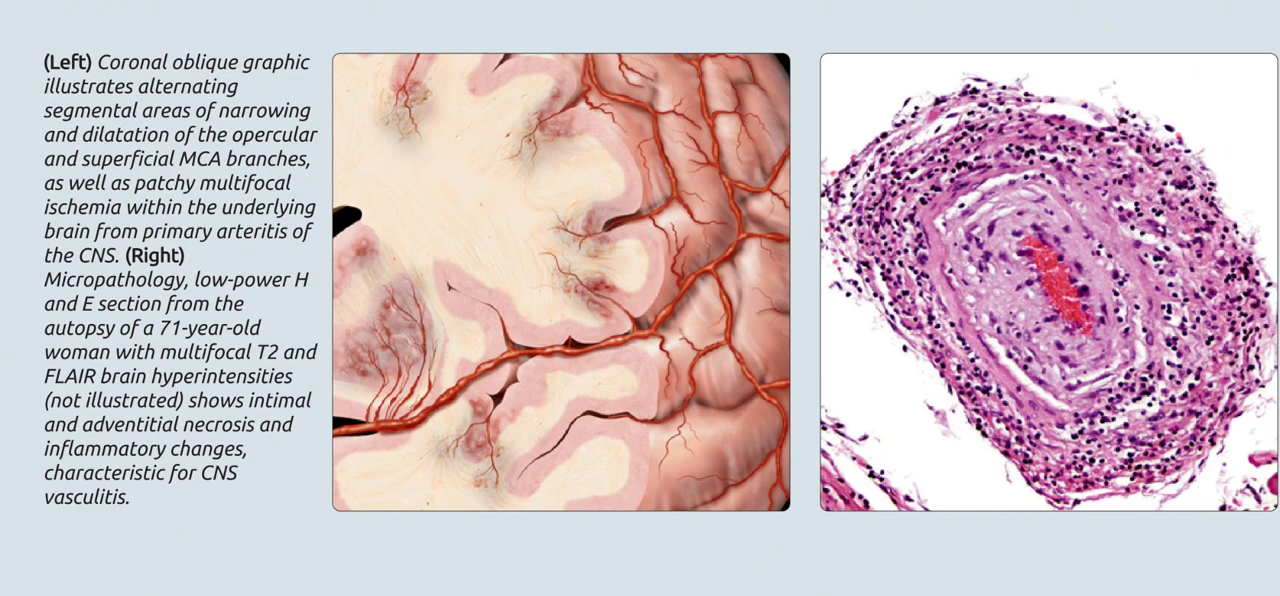 (Left) Coronal oblique graphic
illustrates alternating
segmental areas of narrowing
and dilatation of the opercular
and superficial MCA branches,
as well as patchy multifocal
ischemia within the underlying
brain from primary arteritis of
the CNS. (Right)
Micropathology, low-power H
and E section from the
autopsy of a 71-year-old
woman with multifocal T2 and
FLAIR brain hyperintensities
(not illustrated) shows intimal
and adventitial necrosis and
inflammatory changes,
characteristic for CNS
vasculitis.